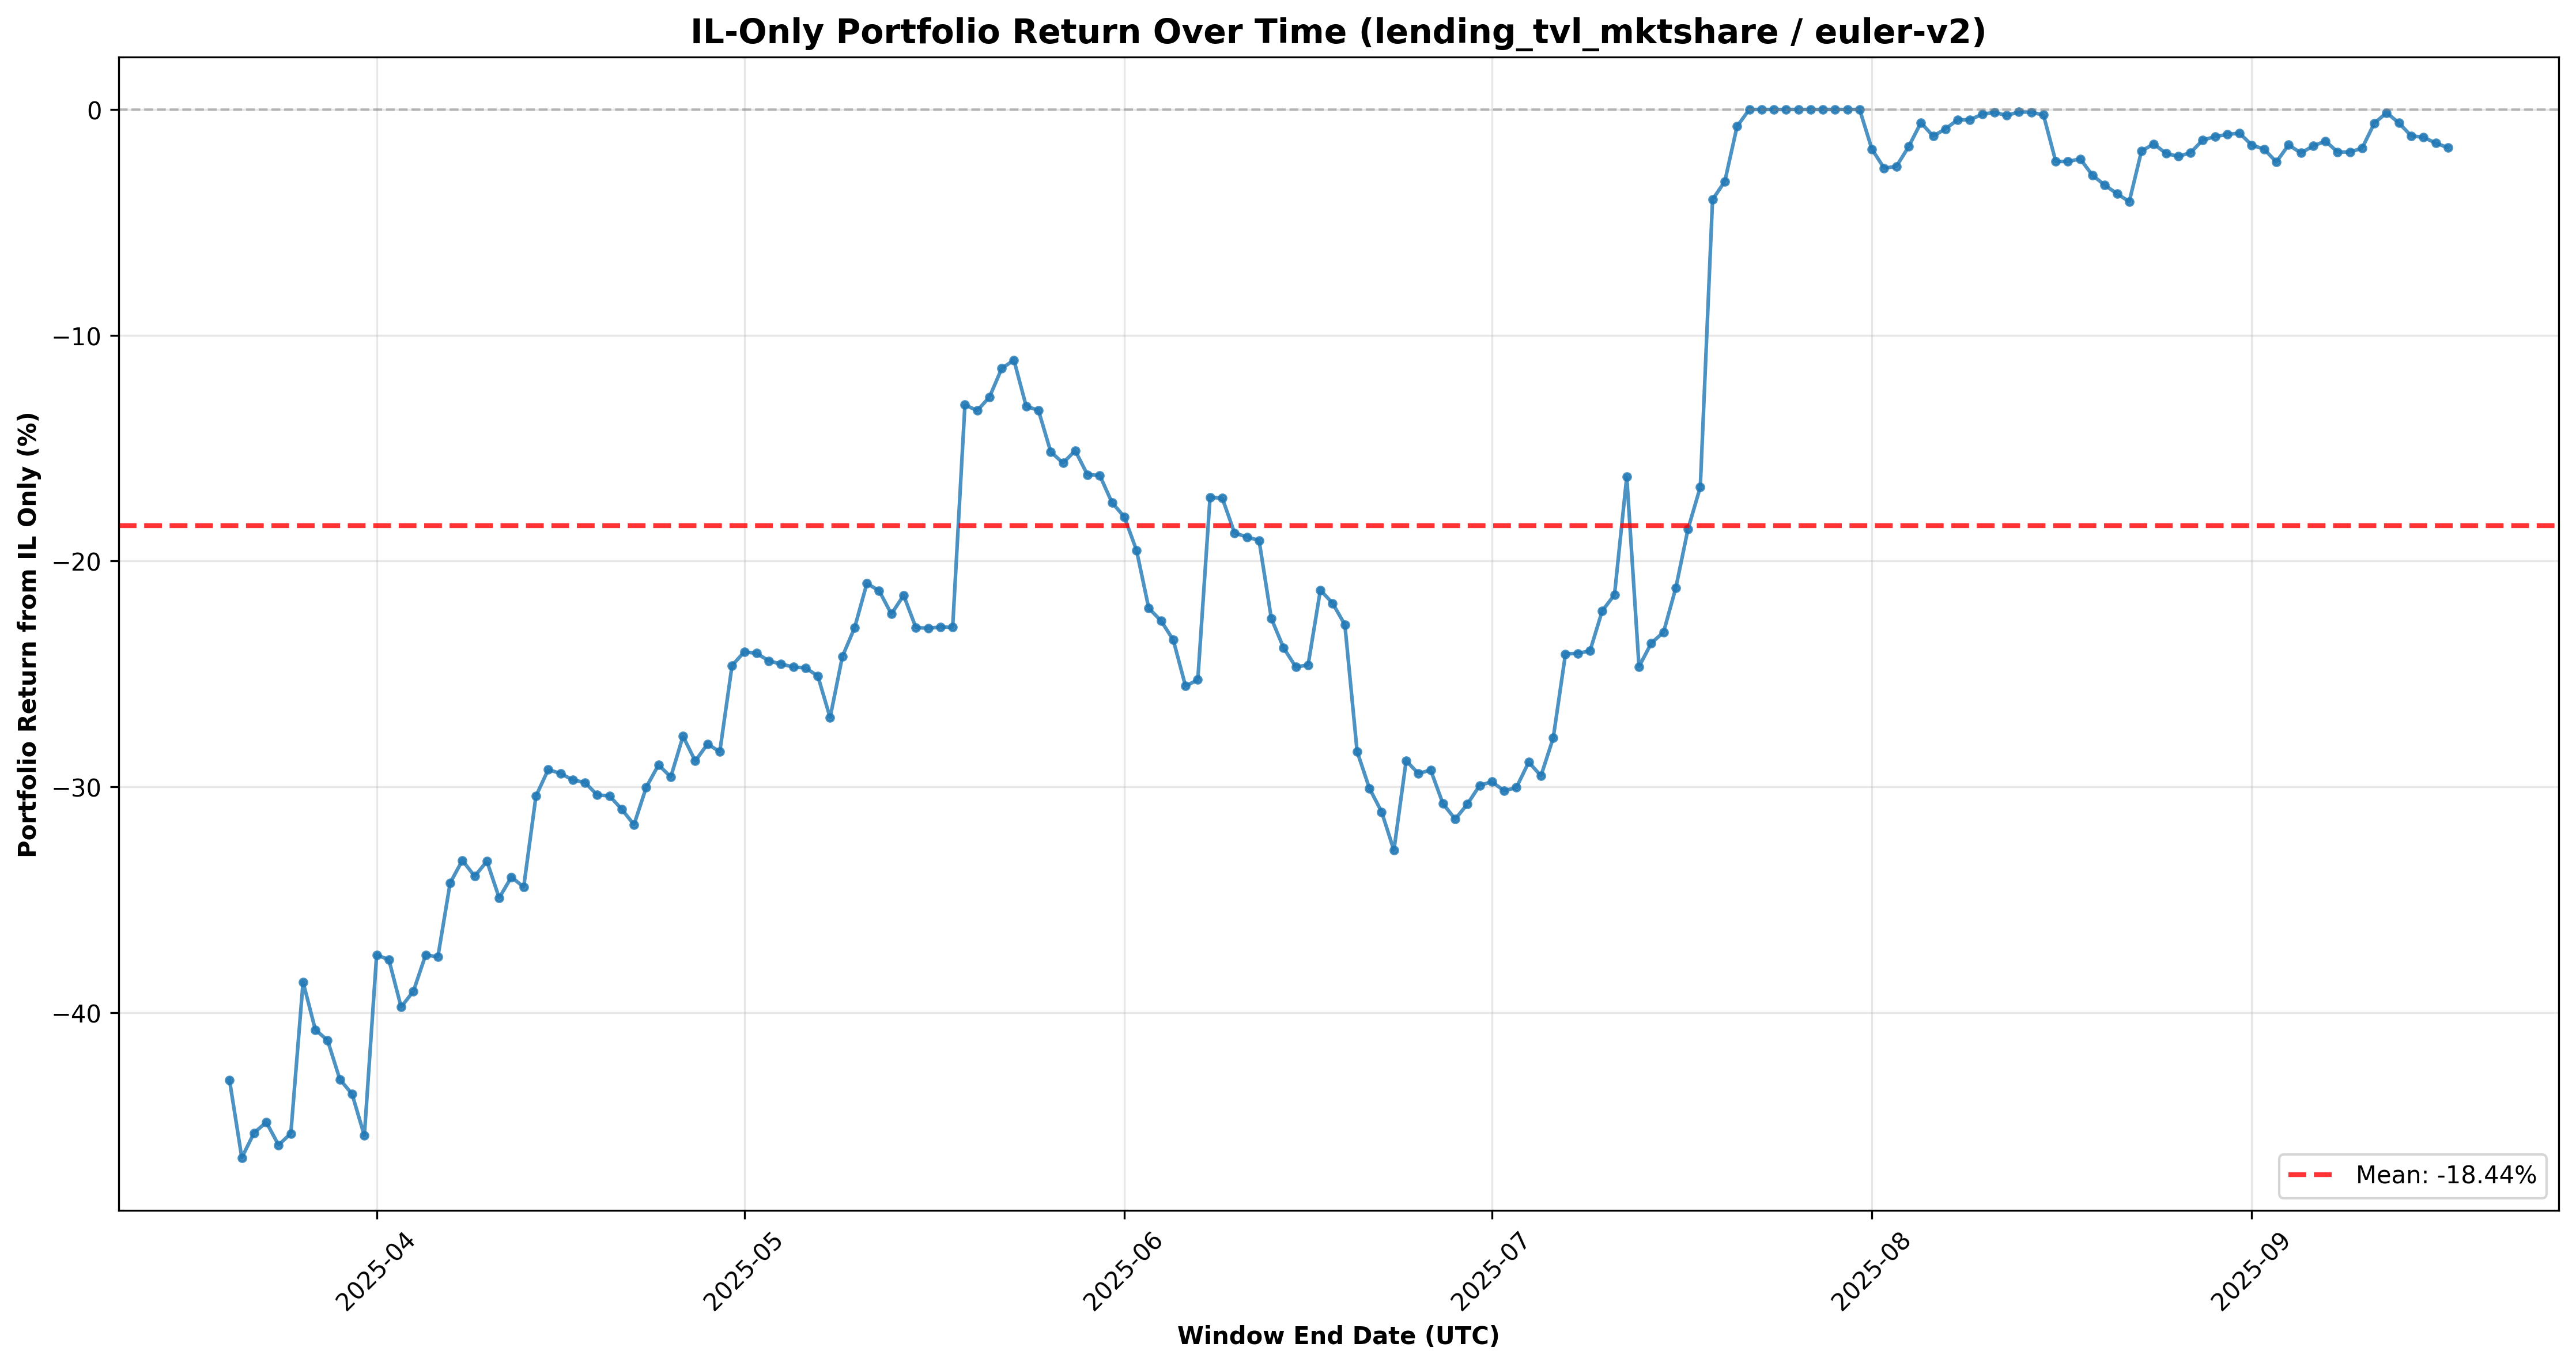 IL-Only Portfolio Return Over Time (lending_tvl_mktshare / euler-v2)
Portfolio Return from IL Only (%)
0
−10
−20
−30
−40
Mean: -18.44%
2025-04
2025-05
2025-06
2025-07
2025-08
2025-09
Window End Date (UTC)